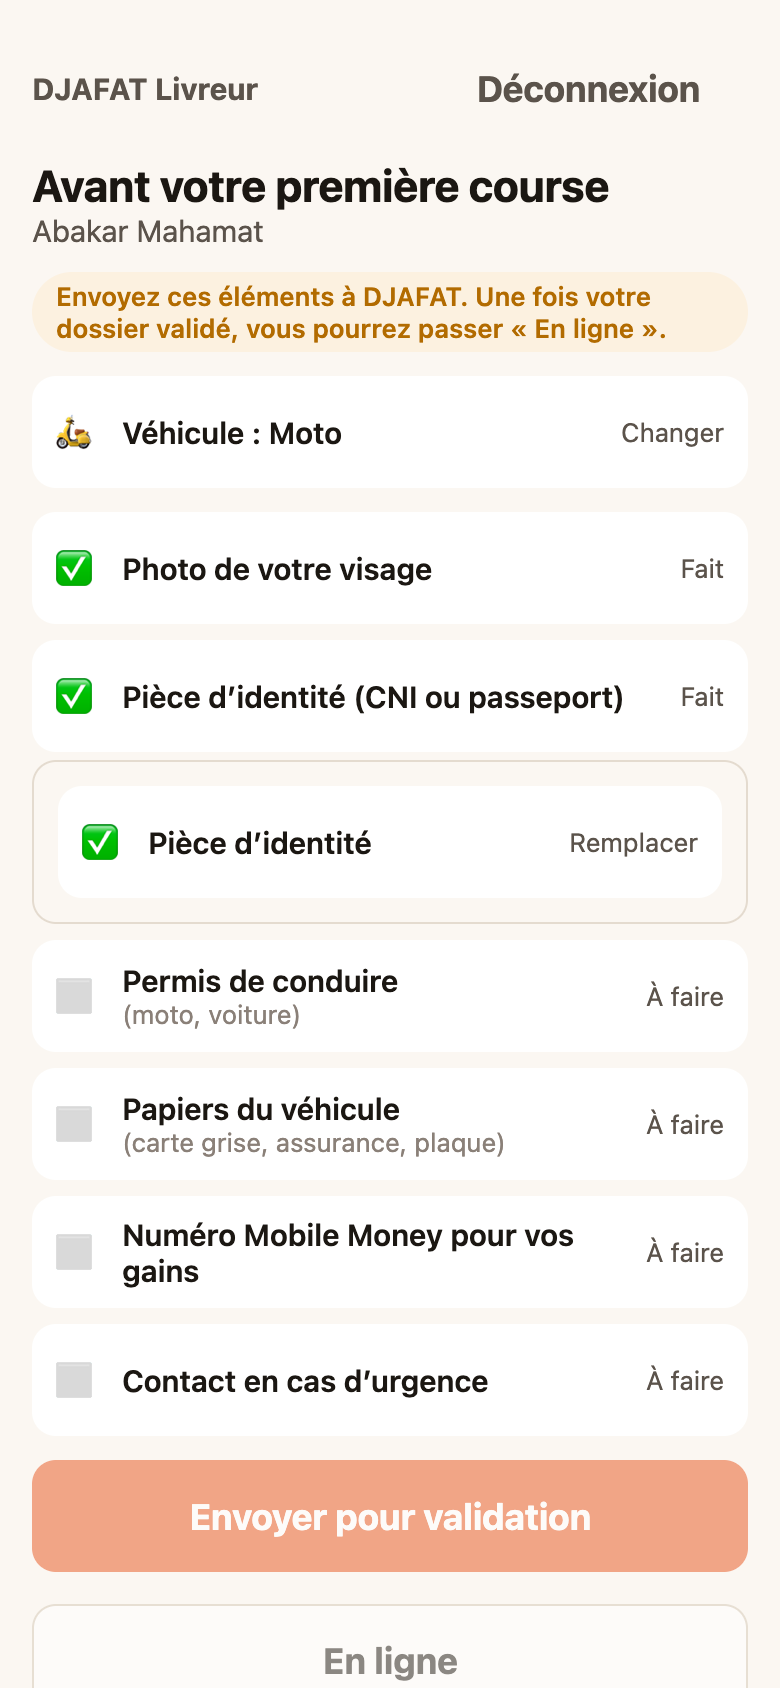 DJAFAT Livreur
Déconnexion
Avant votre première course
Abakar Mahamat
Envoyez ces éléments à DJAFAT. Une fois votre
dossier validé, vous pourrez passer « En ligne ».
Véhicule : Moto
Changer
Photo de votre visage
Fait
Pièce d’identité (CNI ou passeport)
Fait
Pièce d’identité
Remplacer
Permis de conduire
(moto, voiture)
À faire
Papiers du véhicule
(carte grise, assurance, plaque)
À faire
Numéro Mobile Money pour vos
gains
À faire
Contact en cas d’urgence
À faire
Envoyer pour validation
En ligne